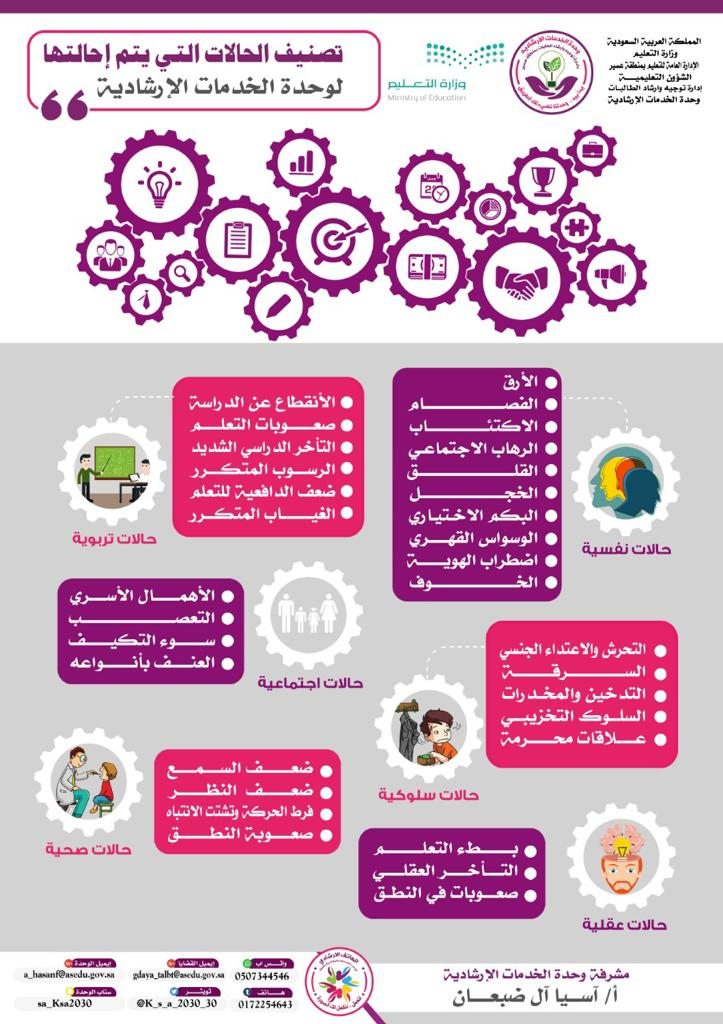 المملكة العربية السعودية
وزارة التعليم
الإدارة العامة للتعليم بمنطقة عسير
الشؤون التعليمية
إدارة توجيه وارشاد الطالبات
وحدة الخدمات الإرشادية
وحدة الخدمات الإرشادية
وزارة التعليم
Ministry of Education
تصنيف الحالات التي يتم إحالتها
لوحدة الخدمات الإرشادية
الأرق
الفصام
الاكتئاب
الرهاب الاجتماعي
القلق
الخجل
البكم الاختياري
الوسواس القهري
اضطراب الهوية
الخوف
حالات نفسية
الأنقطاع عن الدراسة
صعوبات التعلم
التأخر الدراسي الشديد
الرسوب المتكرر
ضعف الدافعية للتعلم
الغياب المتكرر
حالات تربوية
الأهمال الأسري
التعصب
سوء التكيف
العنف بأنواعه
حالات اجتماعية
التحرش والاعتداء الجنسي
السرقة
التدخين والمخدرات
السلوك التخزيبي
علاقات محرمة
حالات سلوكية
ضعف السمع
ضعف النظر
فرط الحركة وتشتت الانتباه
صعوبة النطق
حالات صحية
بطء التعلم
التأخر العقلي
صعوبات في النطق
حالات عقلية
مشرفة وحدة الخدمات الإرشادية
أ/ آسيا آل ضبعان
الهاتف الإرشادي
واتس اب
0507344546
ايميل القضايا
gdaya_talbt@asedu.gov.sa
ايميل الوحدة
a_hasanf@asedu.gov.sa
هاتف
0172254643
تويتر
@K_s_a_2030_30
سناب الوحدة
sa_Ksa2030